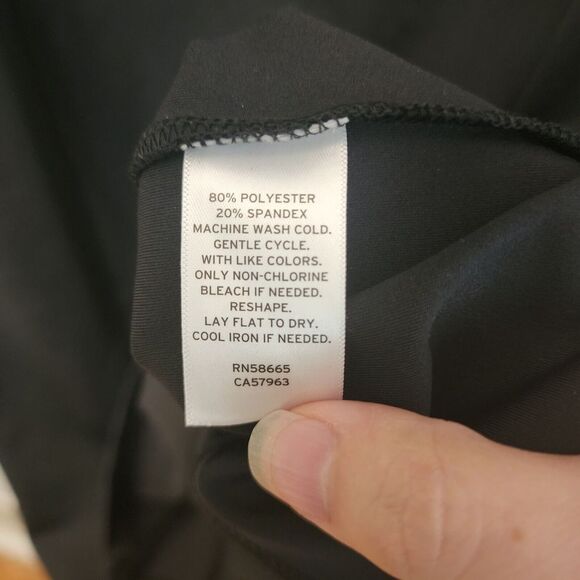 80% POLYESTER
20% SPANDEX
MACHINE WASH COLD.
GENTLE CYCLE.
WITH LIKE COLORS.
ONLY NON-CHLORINE
BLEACH IF NEEDED.
RESHAPE.
LAY FLAT TO DRY.
COOL IRON IF NEEDED.
RN58665
CA57963